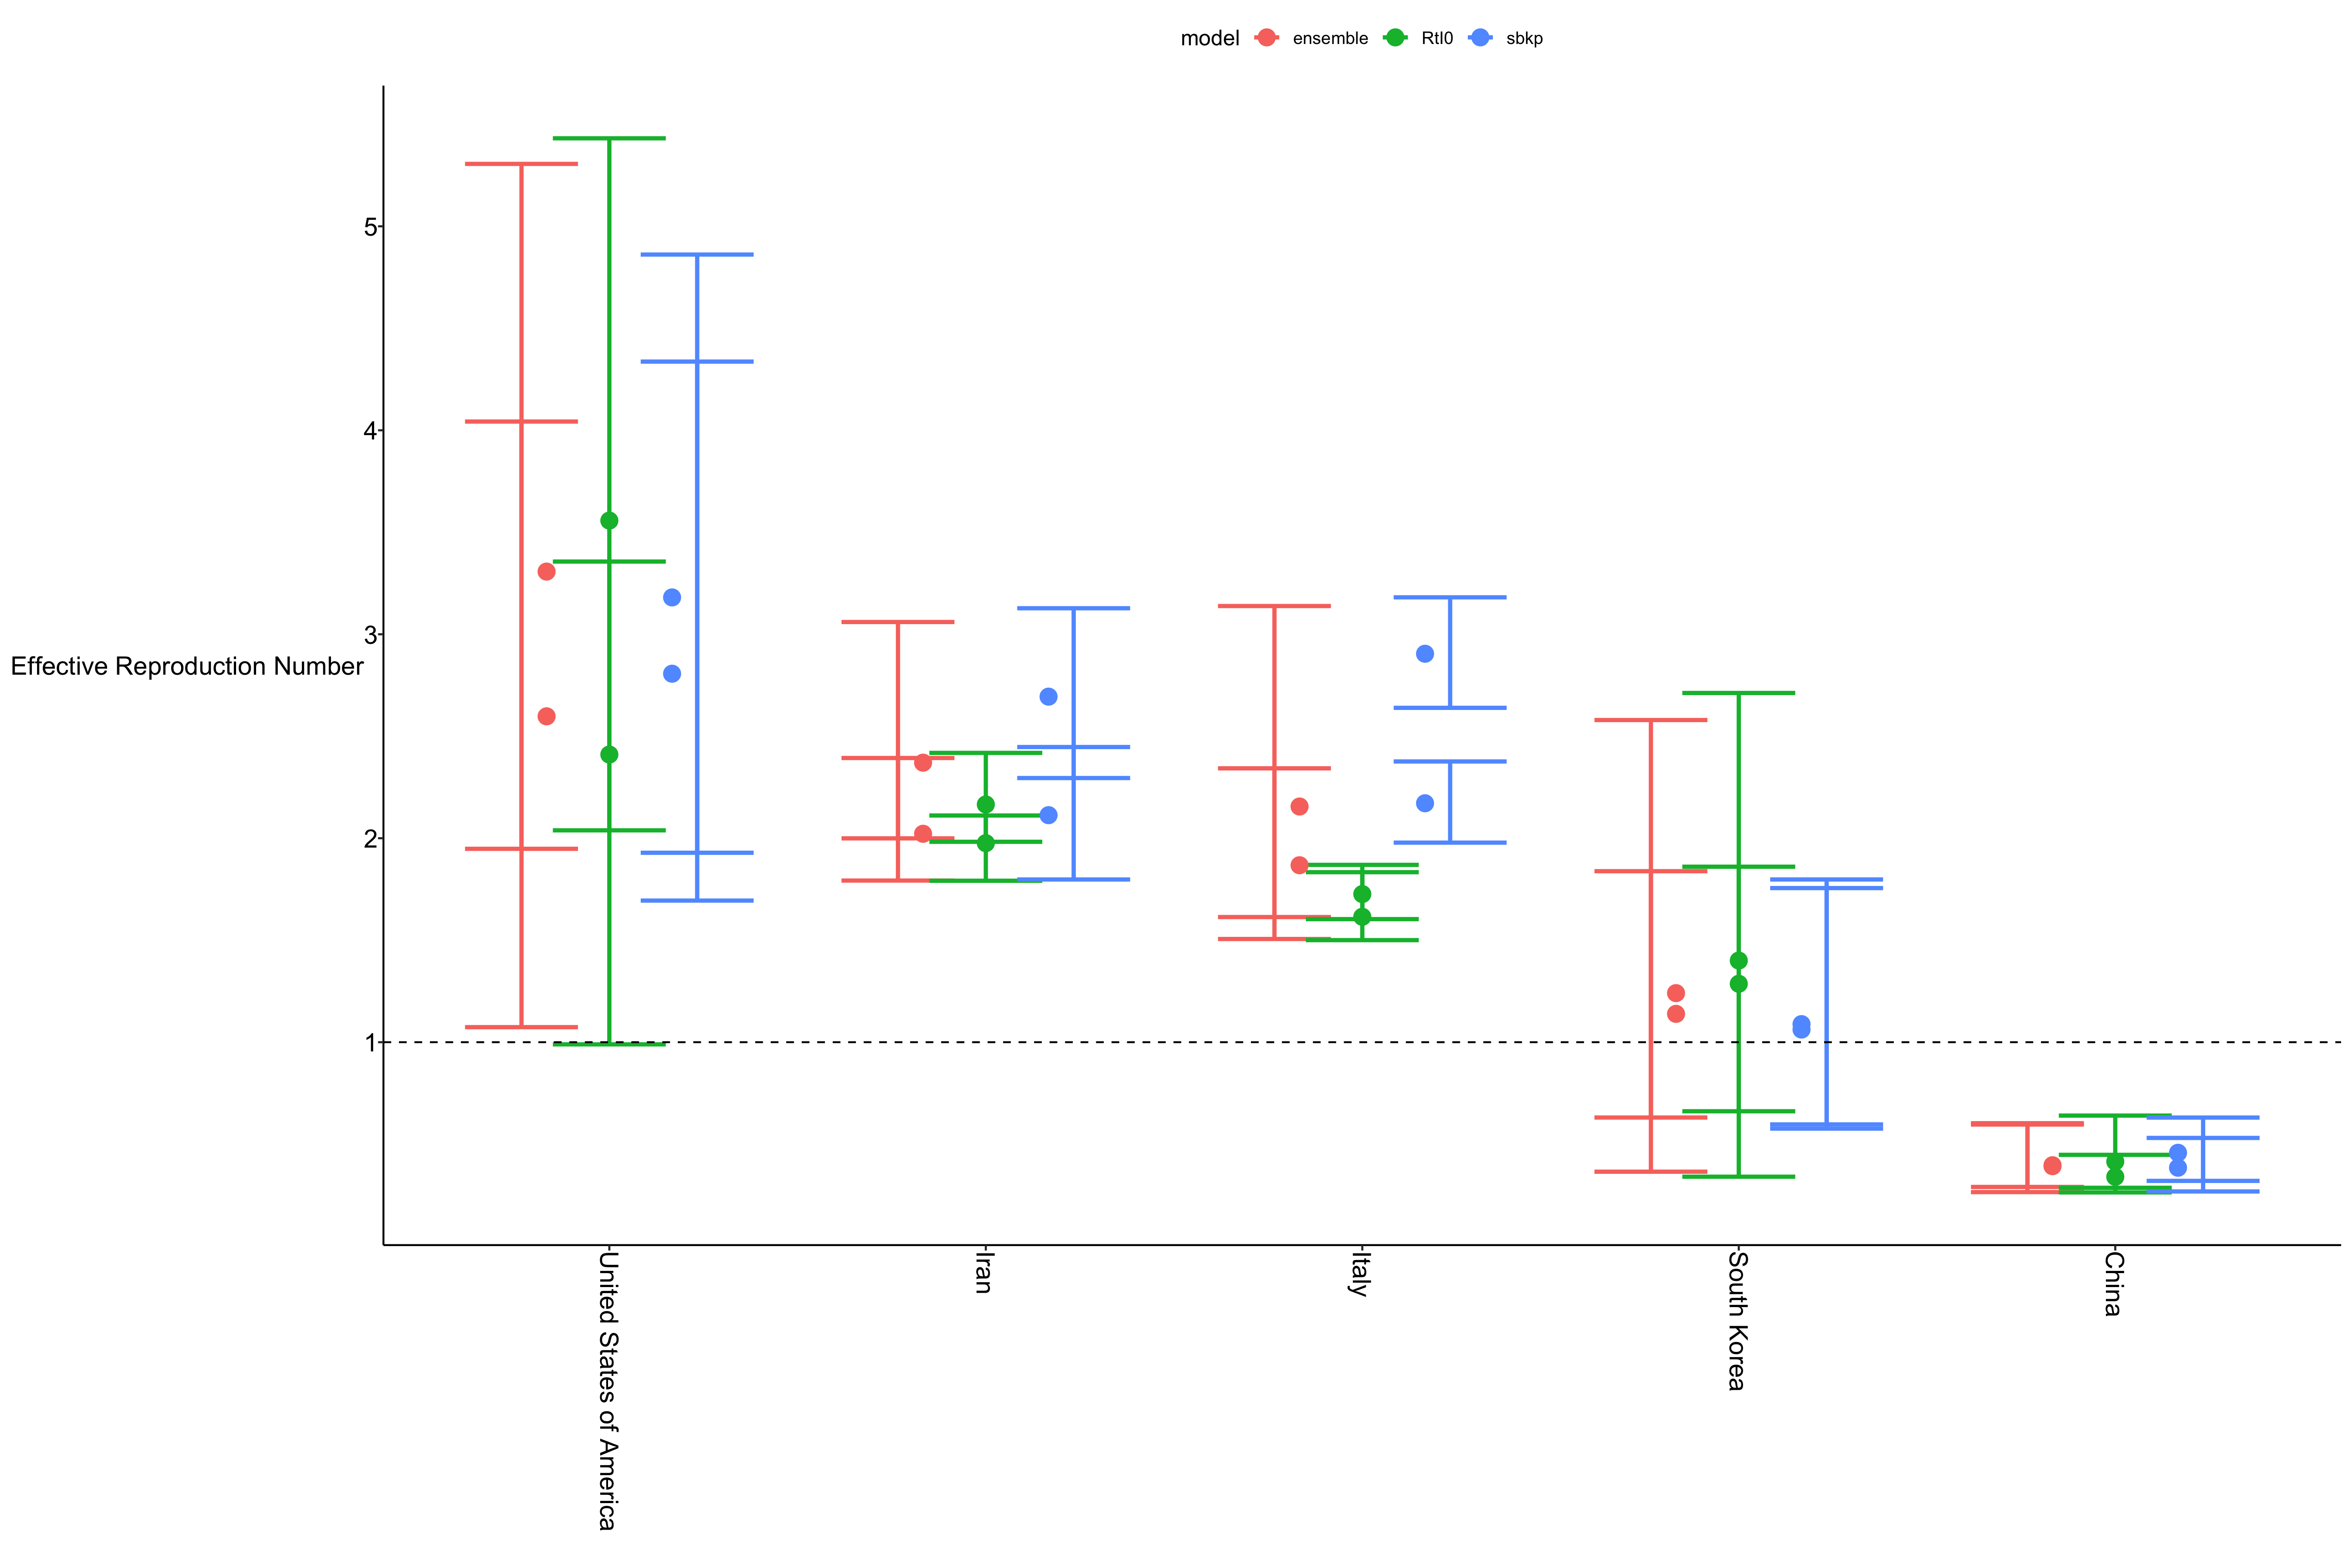 model ensemble RtI0 sbkp
5
4
3
2
1
Effective Reproduction Number
United States of America
Iran
Italy
South Korea
China